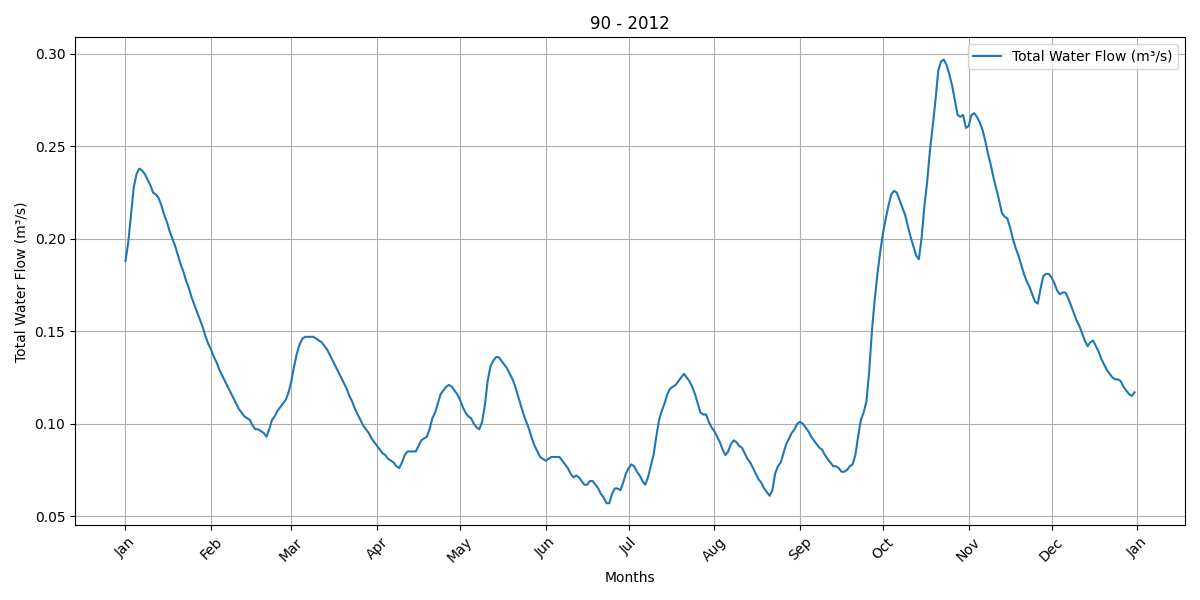 90 - 2012
Total Water Flow (m³/s)
0.30
0.25
0.20
0.15
0.10
0.05
Total Water Flow (m³/s)
Jan Feb Mar Apr May Jun Jul Aug Sep Oct Nov Dec Jan
Months